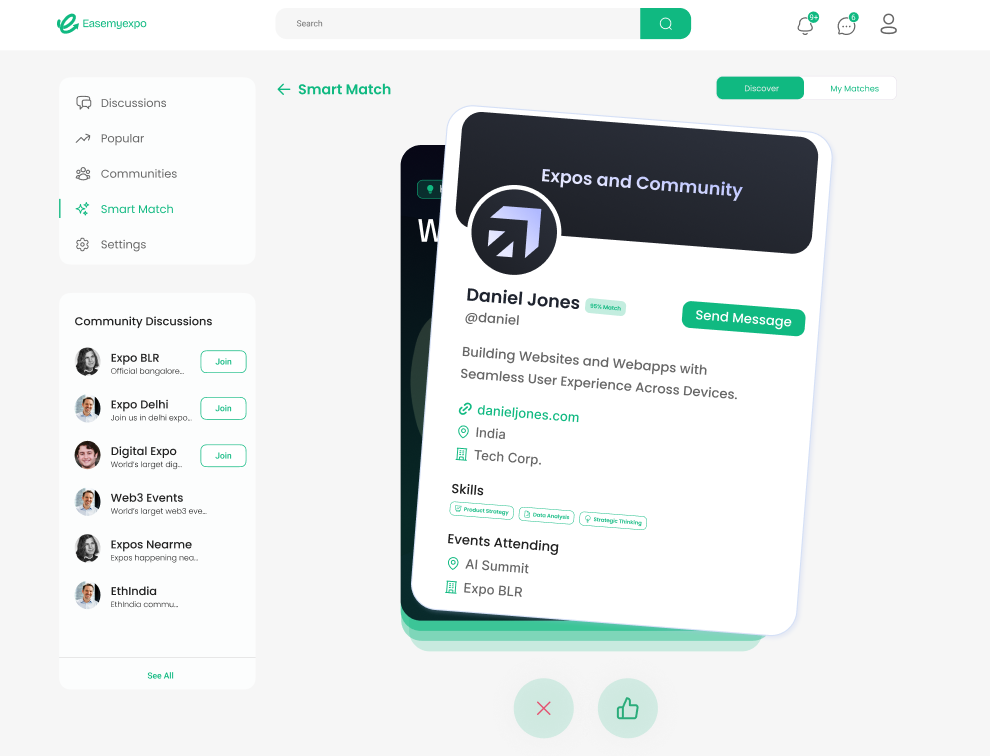 Easymyexpo
Search
9+
6
Discussions
Popular
Communities
Smart Match
Settings
Community Discussions
Expo BLR
Official bangalore...
Join
Expo Delhi
Join us in delhi expo...
Join
Digital Expo
World's larget dig...
Join
Web3 Events
World's larget web3 eve...
Expos Nearme
Expos happening nea...
EthIndia
EthIndia commu...
See All
Smart Match
Discover
My Matches
Expos and Community
Daniel Jones
95% Match
@daniel
Send Message
Building Websites and Webapps with
Seamless User Experience Across Devices.
danieljones.com
India
Tech Corp.
Skills
Product Strategy
Data Analysis
Strategic Thinking
Events Attending
AI Summit
Expo BLR